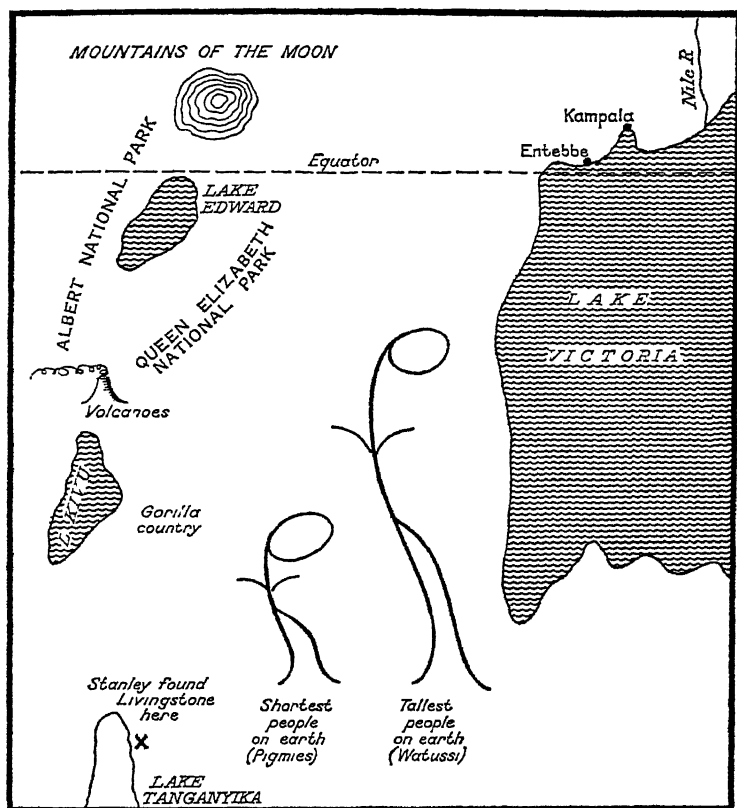 MOUNTAINS OF THE MOON
Nile R
Kampala
Entebbe
Equator
ALBERT NATIONAL PARK
LAKE
EDWARD
QUEEN ELIZABETH
NATIONAL PARK
LAKE
VICTORIA
Volcanoes
L. KIVU
Gorilla
country
Stanley found
Livingstone
here
X
LAKE
TANGANYIKA
Shortest
people
on earth
(Pigmies)
Tallest
people
on earth
(Watussi)